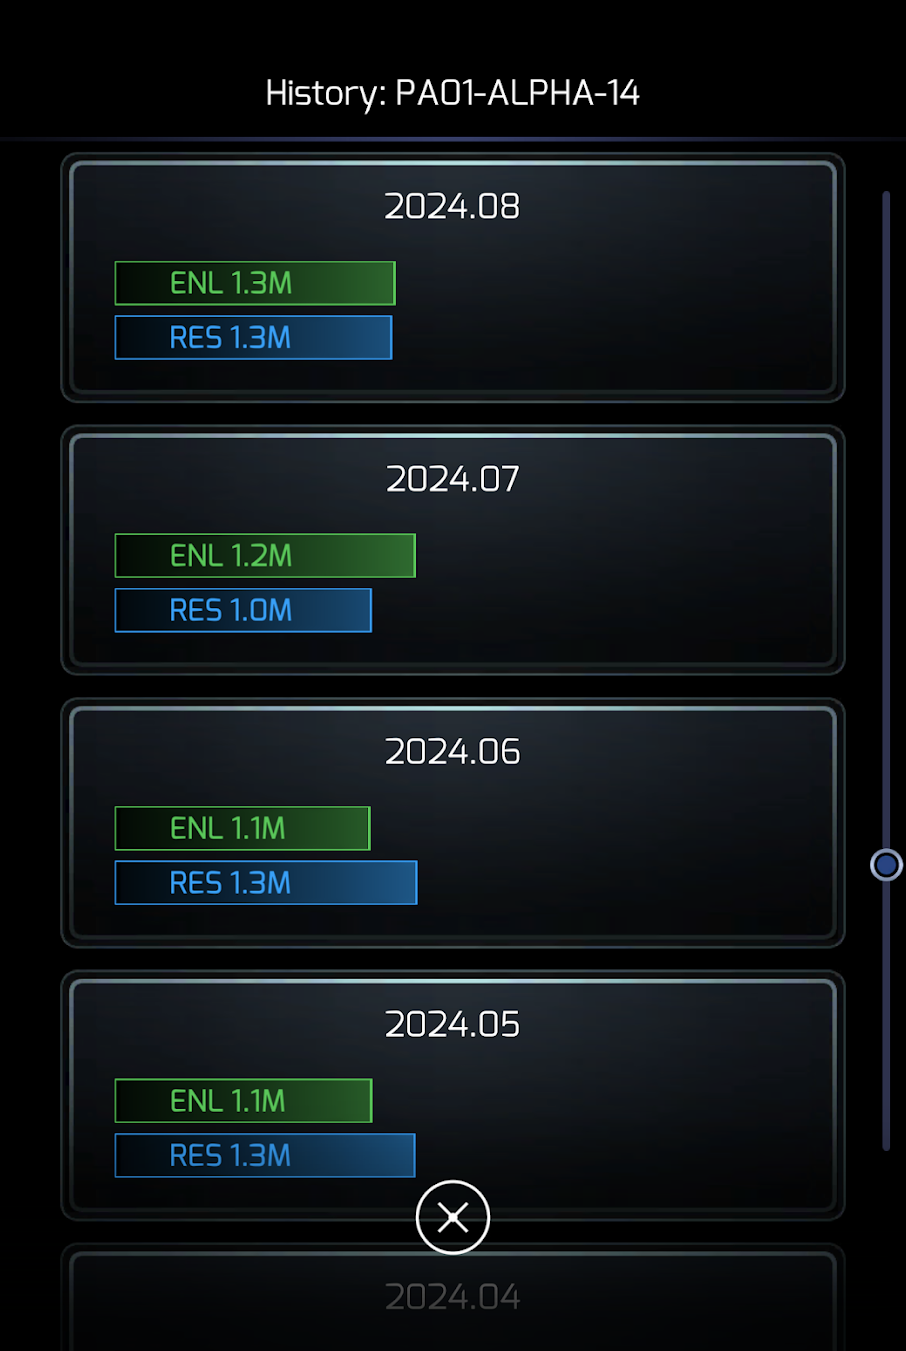 History: PA01-ALPHA-14
2024.08
ENL 1.3M
RES 1.3M
2024.07
ENL 1.2M
RES 1.0M
2024.06
ENL 1.1M
RES 1.3M
2024.05
ENL 1.1M
RES 1.3M
2024.04